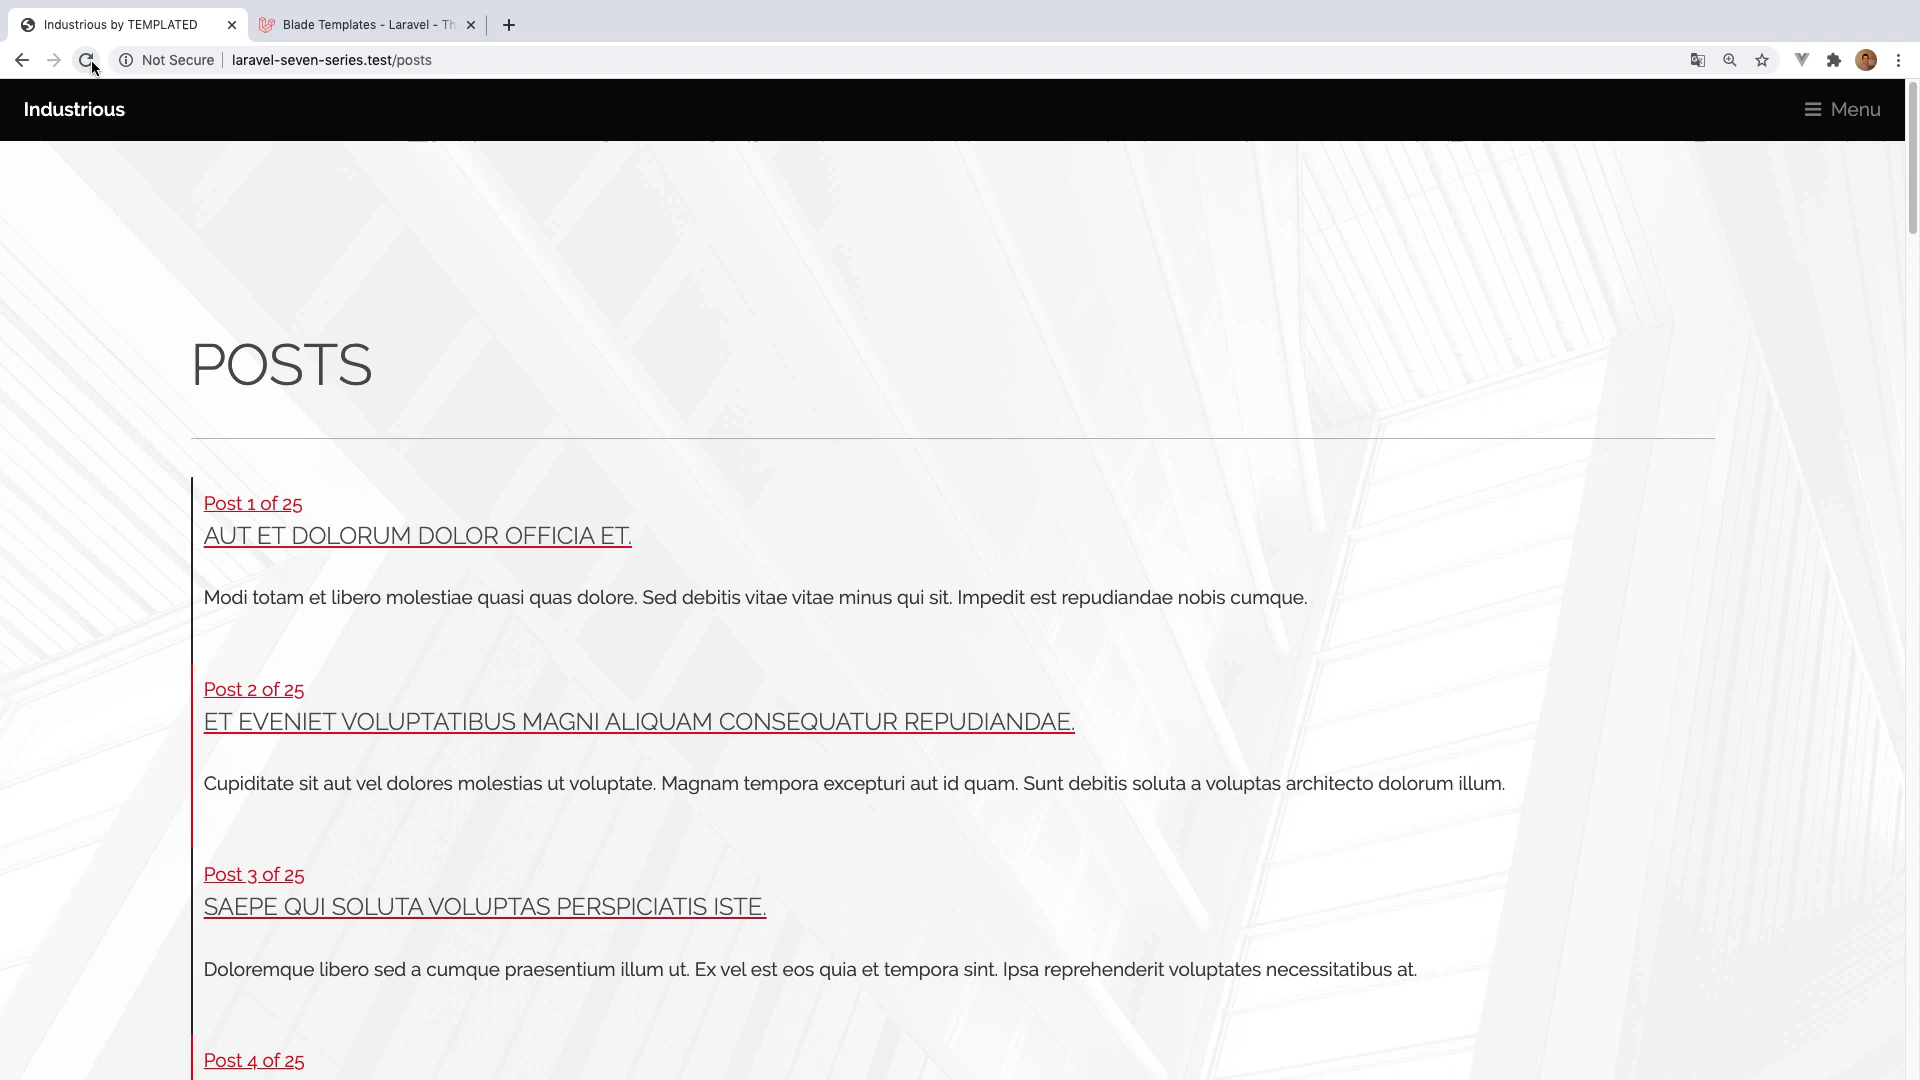 Industrious by TEMPLATED
Blade Templates - Laravel - Th
Not Secure
laravel-seven-series.test/posts
Industrious
Menu
POSTS
Post 1 of 25
AUT ET DOLORUM DOLOR OFFICIA ET.
Modi totam et libero molestiae quasi quas dolore. Sed debitis vitae vitae minus qui sit. Impedit est repudiandae nobis cumque.
Post 2 of 25
ET EVENIET VOLUPTATIBUS MAGNI ALIQUAM CONSEQUATUR REPUDIANDAE.
Cupiditate sit aut vel dolores molestias ut voluptate. Magnam tempora excepturi aut id quam. Sunt debitis soluta a voluptas architecto dolorum illum.
Post 3 of 25
SAEPE QUI SOLUTA VOLUPTAS PERSPICIATIS ISTE.
Doloremque libero sed a cumque praesentium illum ut. Ex vel est eos quia et tempora sint. Ipsa reprehenderit voluptates necessitatibus at.
Post 4 of 25